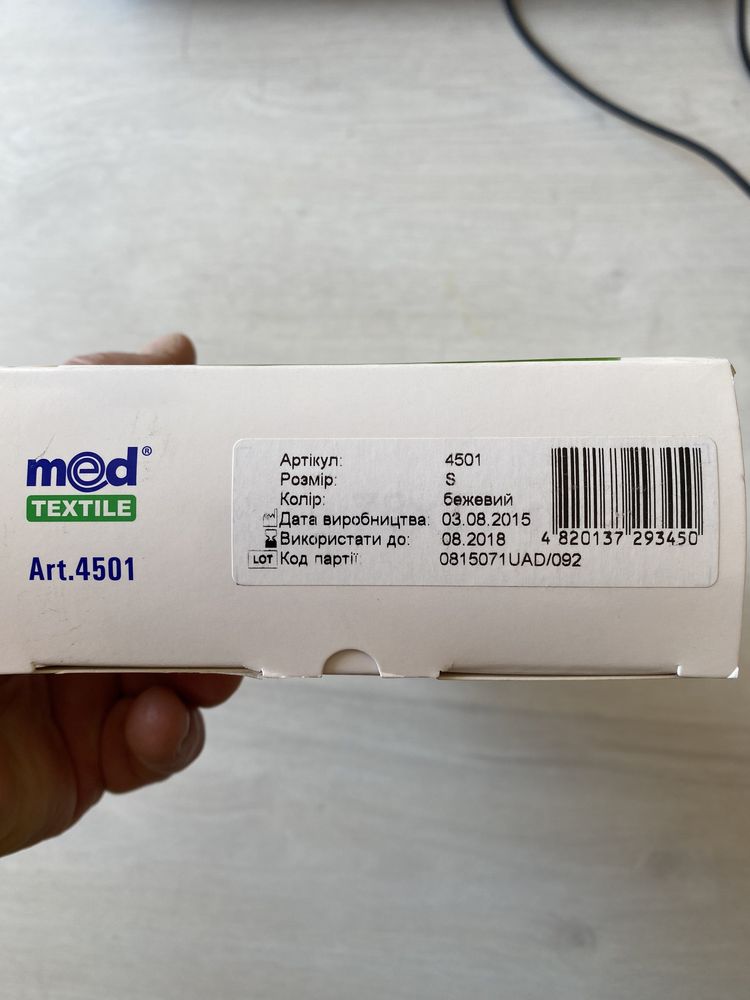 med®
TEXTILE
Art.4501
Артікул: 4501
Розмір: S
Колір: бежевий
Дата виробництва: 03.08.2015
Використати до: 08.2018
LOT Код партії: 0815071UAD/092
4 820137 293450